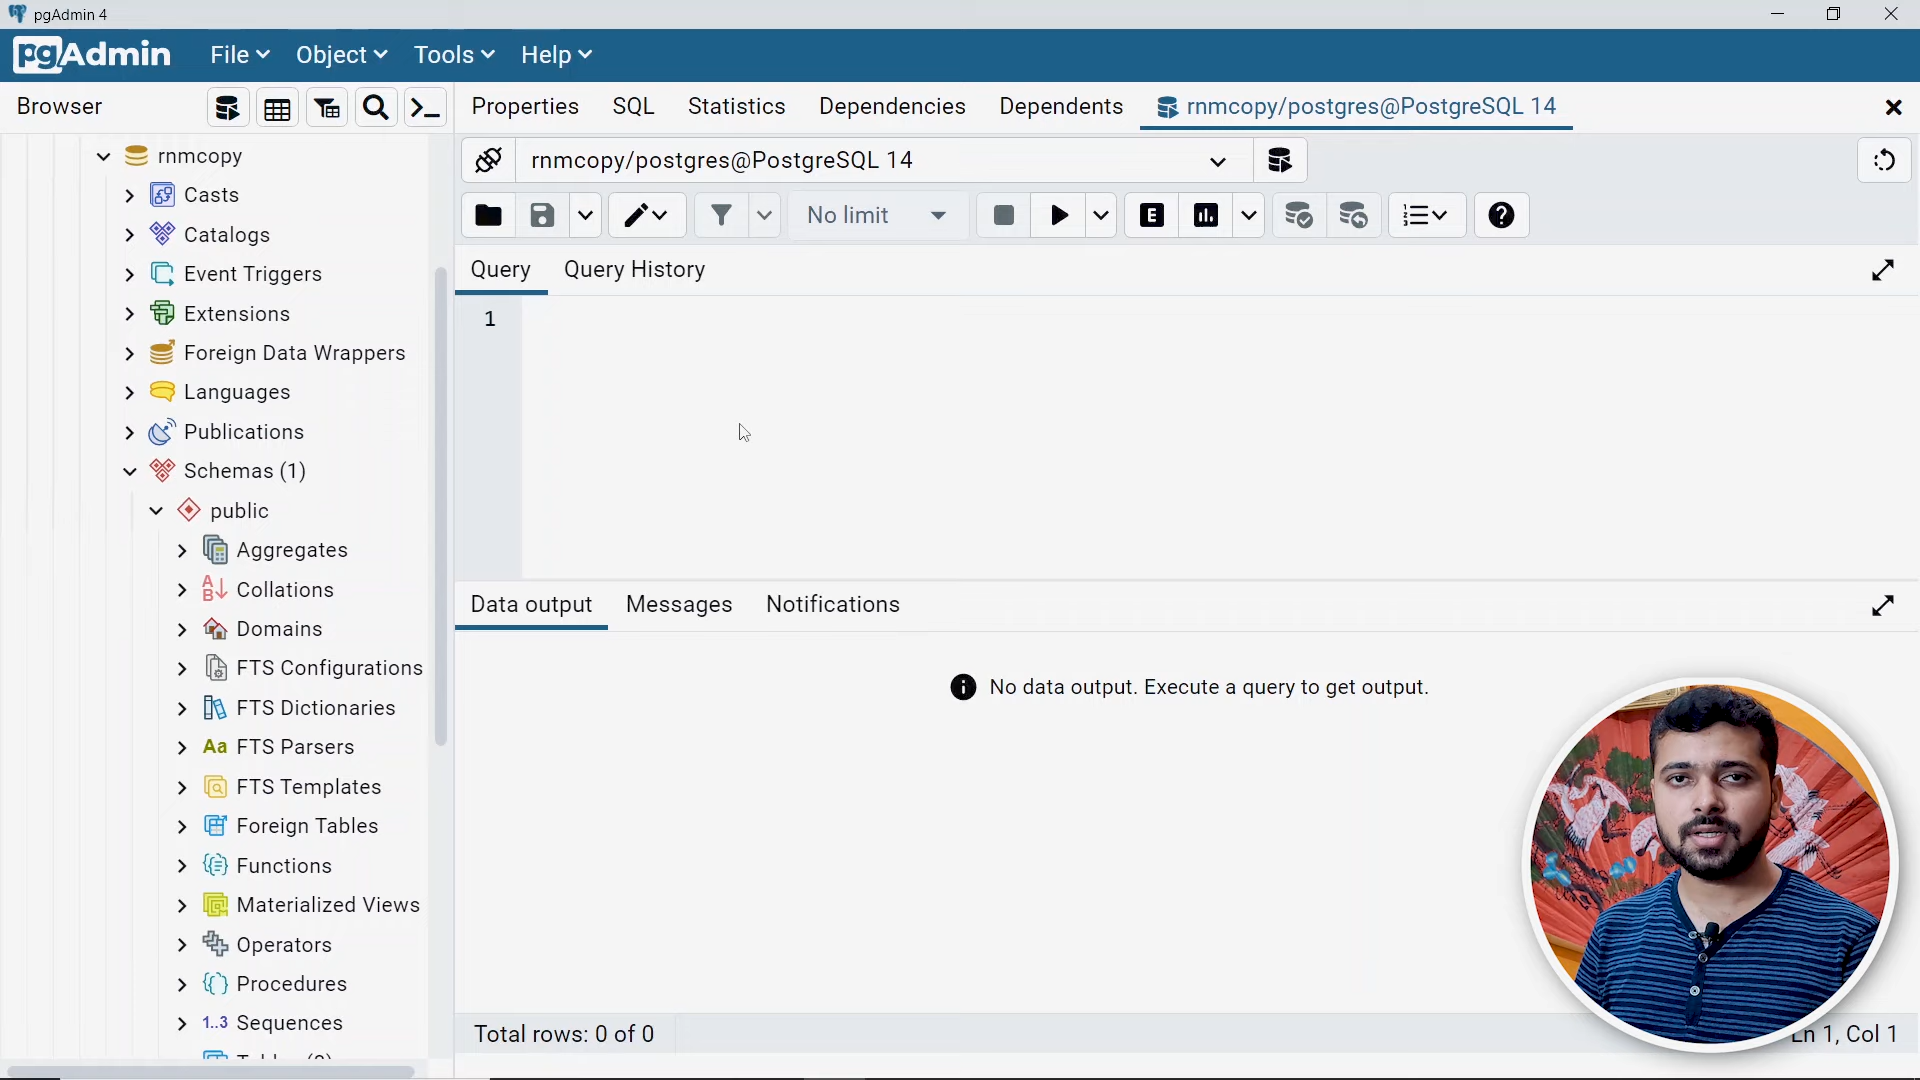 pgAdmin 4
pgAdmin File Object Tools Help
Browser
Properties SQL Statistics Dependencies Dependents rnmcopy/postgres@PostgreSQL 14
rnmcopy/postgres@PostgreSQL 14
No limit
E
Query Query History
1
rnmcopy
Casts
Catalogs
Event Triggers
Extensions
Foreign Data Wrappers
Languages
Publications
Schemas (1)
public
Aggregates
Collations
Domains
FTS Configurations
FTS Dictionaries
Aa FTS Parsers
FTS Templates
Foreign Tables
Functions
Materialized Views
Operators
Procedures
1..3 Sequences
Data output Messages Notifications
No data output. Execute a query to get output.
Total rows: 0 of 0
Ln 1, Col 1